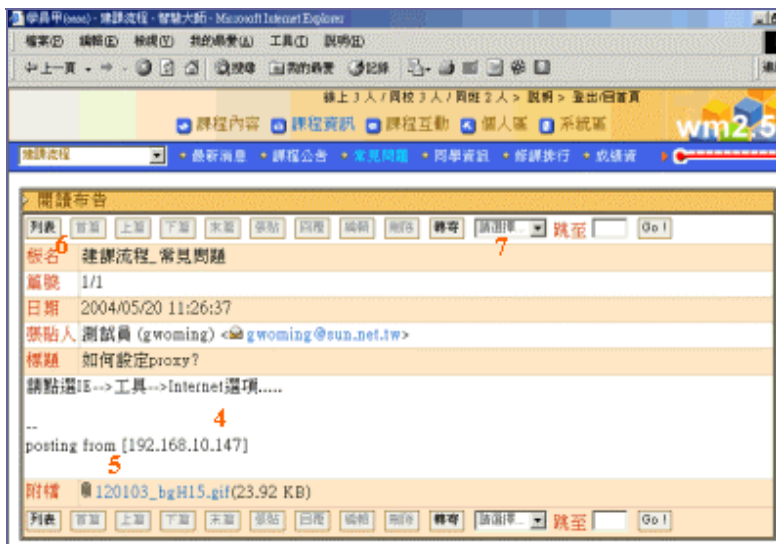 學員甲(seno) - 建課流程 - 智慧大師 - Microsoft Internet Explorer
檔案(F) 編輯(E) 檢視(V) 我的最愛(A) 工具(T) 說明(H)
上一頁 搜尋 我的最愛 記錄
線上 3 人 / 同校 3 人 / 同班 2 人 > 說明 > 登出/回首頁
課程內容 課程資訊 課程互動 個人區 系統區 wm2.5
建課流程 最新消息 課程公告 常見問題 同學資訊 修課排行 成績資
閱讀布告
列表 首篇 上篇 下篇 末篇 張貼 回覆 編輯 刪除 轉寄 請選擇... 跳至 Go !
6 7
板名 建課流程_常見問題
篇號 1/1
日期 2004/05/20 11:26:37
張貼人 測試員 (gwoming) < gwoming@sun.net.tw>
標題 如何設定proxy?
請點選IE-->工具-->Internet選項.....
4
--
posting from [192.168.10.147]
5
附檔 120103_bgH15.gif(23.92 KB)
列表 首篇 上篇 下篇 末篇 張貼 回覆 編輯 刪除 轉寄 請選擇... 跳至 Go !